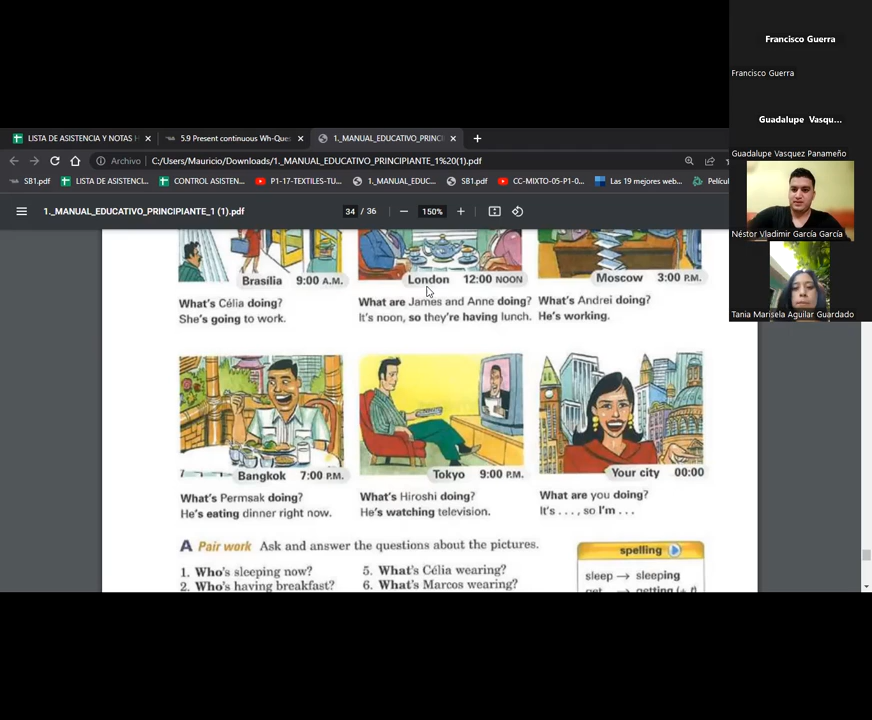 Francisco Guerra
Francisco Guerra
Guadalupe Vasqu...
Guadalupe Vasquez Panameño
Néstor Vladimir García García
Tania Marisela Aguilar Guardado
LISTA DE ASISTENCIA Y NOTAS
5.9 Present continuous Wh-Ques
1._MANUAL_EDUCATIVO_PRINCI
Archivo C:/Users/Mauricio/Downloads/1._MANUAL_EDUCATIVO_PRINCIPIANTE_1%20(1).pdf
SB1.pdf LISTA DE ASISTENCI... CONTROL ASISTEN... P1-17-TEXTILES-TU... 1._MANUAL_EDUC... SB1.pdf CC-MIXTO-05-P1-0... Las 19 mejores web... Pelícu
1._MANUAL_EDUCATIVO_PRINCIPIANTE_1 (1).pdf 34 / 36 150%
Brasília 9:00 A.M. London 12:00 NOON Moscow 3:00 P.M.
What's Célia doing?
She's going to work.
What are James and Anne doing?
It's noon, so they're having lunch.
What's Andrei doing?
He's working.
Bangkok 7:00 P.M. Tokyo 9:00 P.M. Your city 00:00
What's Permsak doing?
He's eating dinner right now.
What's Hiroshi doing?
He's watching television.
What are you doing?
It's . . . , so I'm . . .
A Pair work Ask and answer the questions about the pictures.
1. Who's sleeping now?
2. Who's having breakfast?
5. What's Célia wearing?
6. What's Marcos wearing?
spelling
sleep → sleeping
get → getting (+ t)